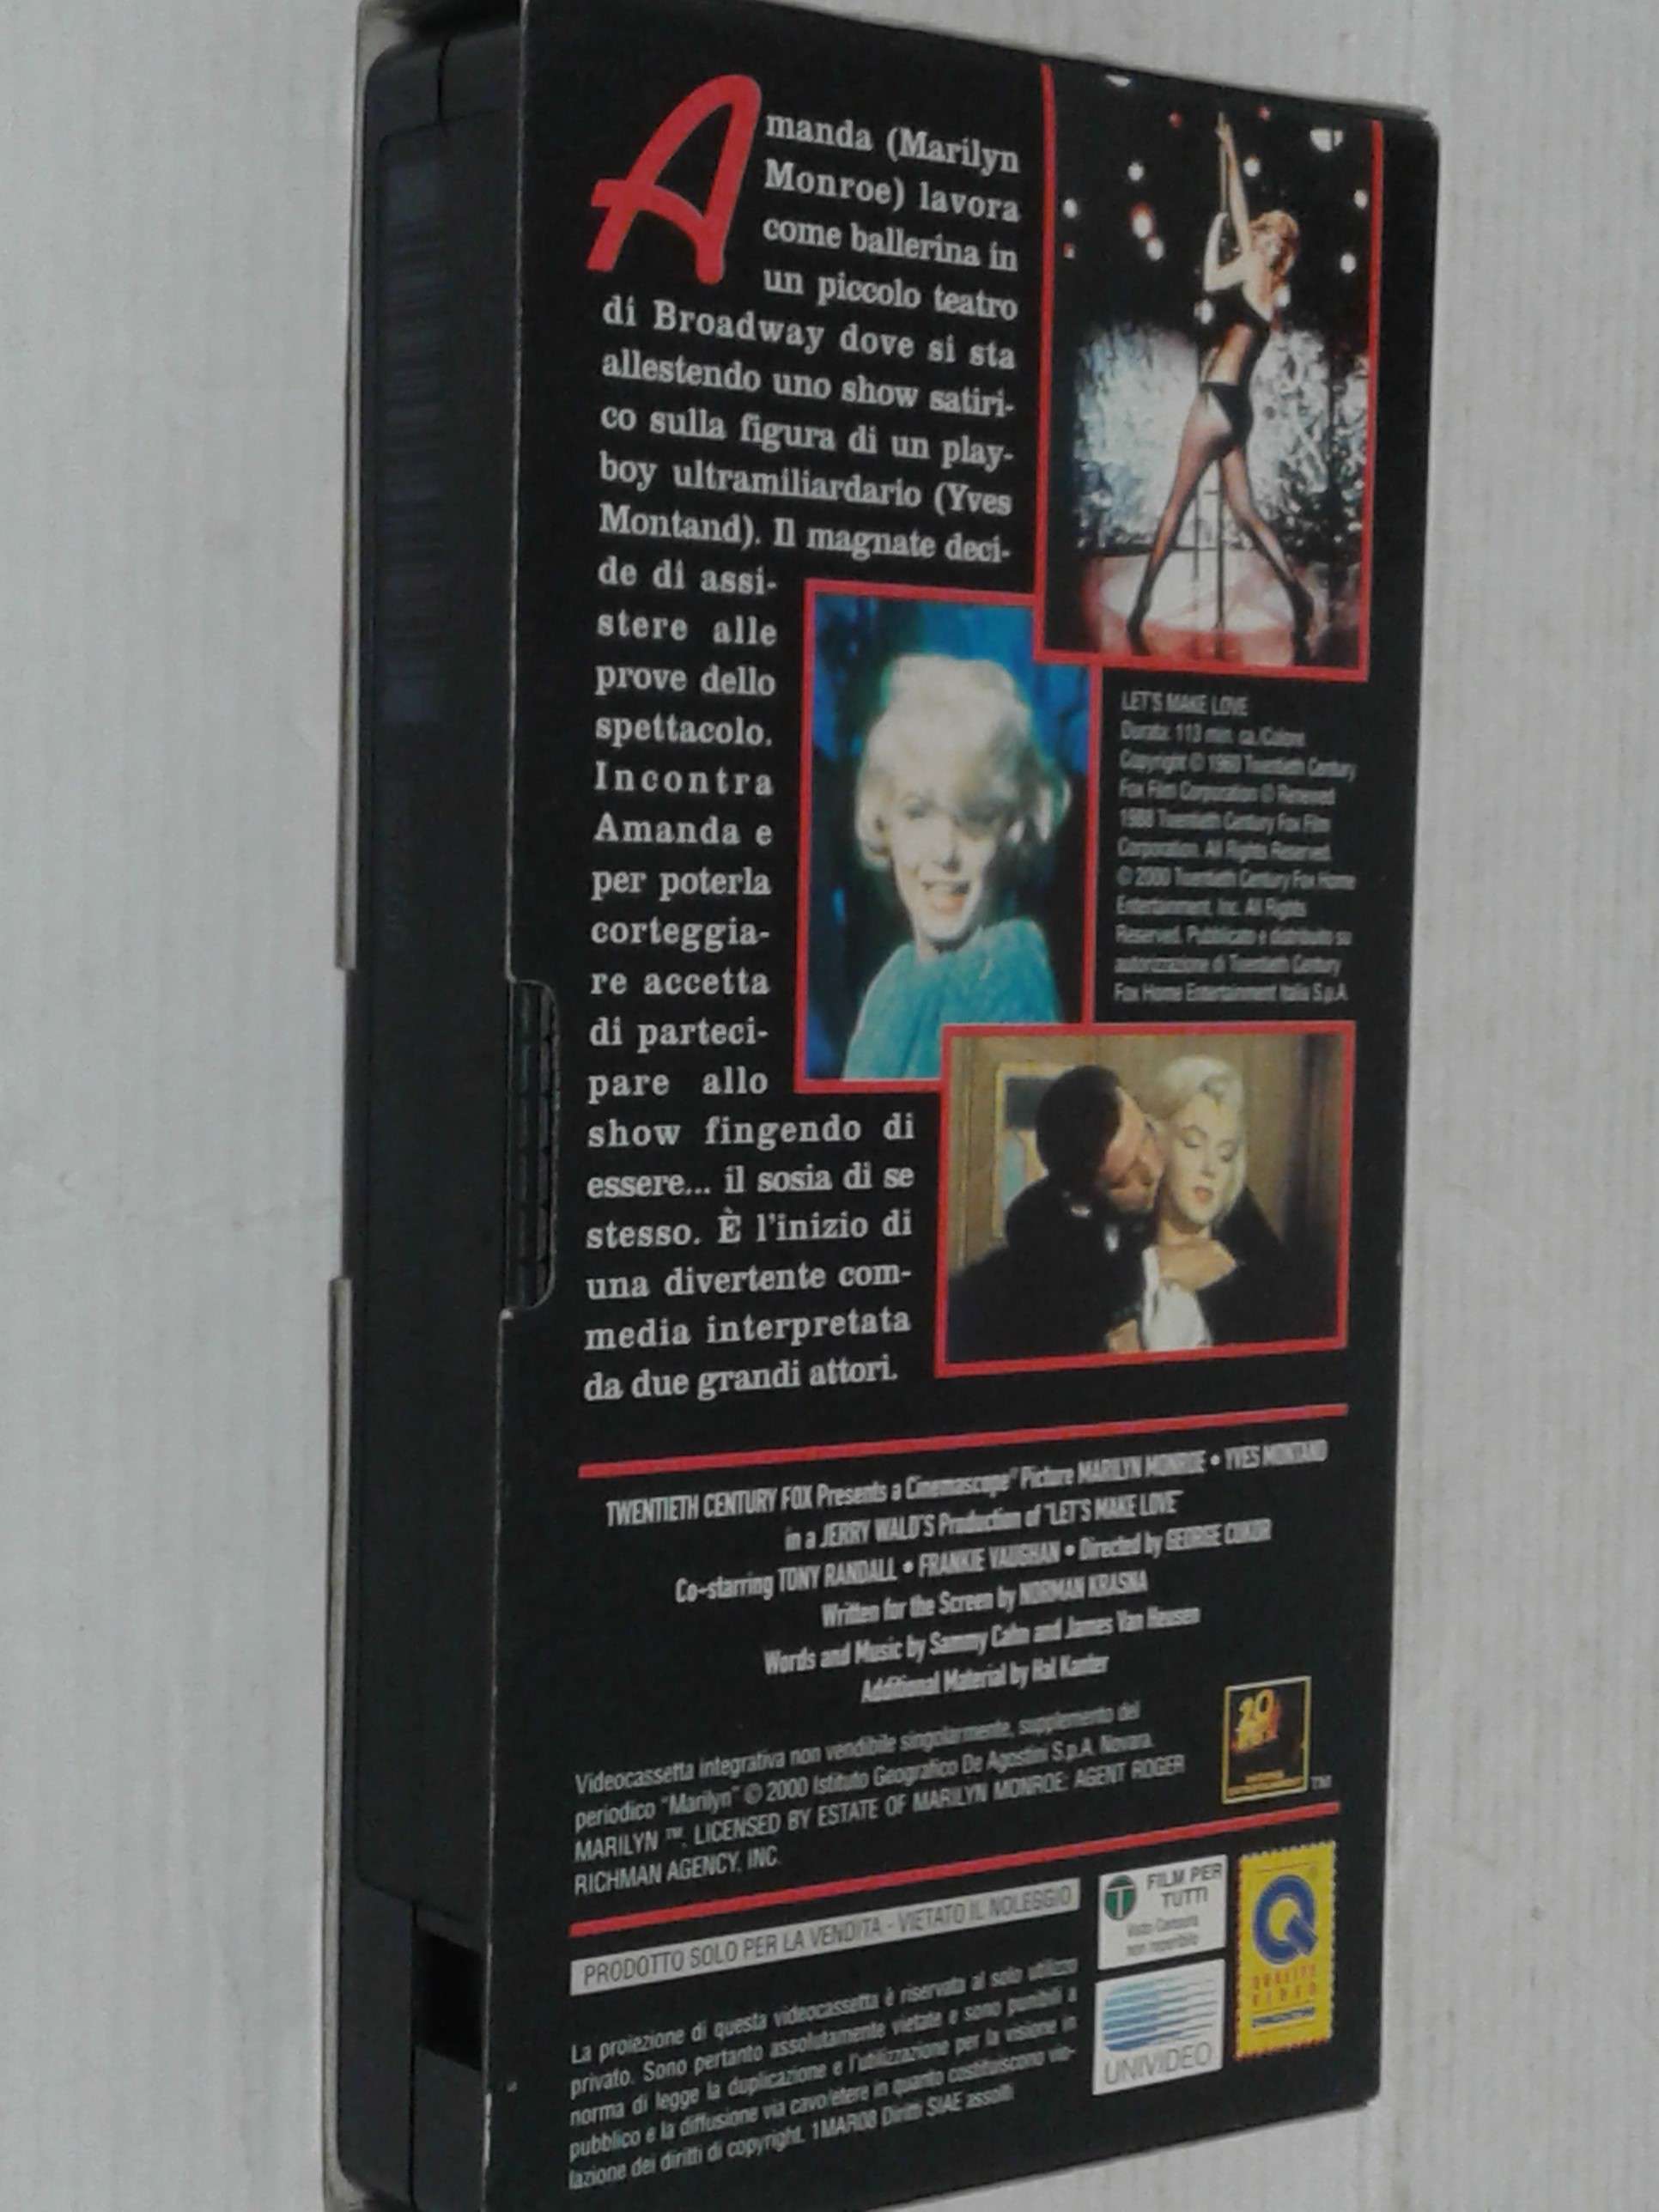 Amanda (Marilyn
Monroe) lavora
come ballerina in
un piccolo teatro
di Broadway dove si sta
allestendo uno show satiri-
co sulla figura di un play-
boy ultramiliardario (Yves
Montand). Il magnate deci-
de di assi-
stere alle
prove dello
spettacolo.
Incontra
Amanda e
per poterla
corteggia-
re accetta
di parteci-
pare allo
show fingendo di
essere... il sosia di se
stesso. È l'inizio di
una divertente com-
media interpretata
da due grandi attori.
LET'S MAKE LOVE
Durata: 113 min. ca./Colore
Copyright © 1960 Twentieth Century
Fox Film Corporation © Renewed
1988 Twentieth Century Fox Film
Corporation. All Rights Reserved.
© 2000 Twentieth Century Fox Home
Entertainment, Inc. All Rights
Reserved. Pubblicato e distribuito su
autorizzazione di Twentieth Century
Fox Home Entertainment Italia S.p.A.
TWENTIETH CENTURY FOX Presents a Cinemascope® Picture MARILYN MONROE • YVES MONTAND
in a JERRY WALD'S Production of "LET'S MAKE LOVE"
Co-starring TONY RANDALL • FRANKIE VAUGHAN • Directed by GEORGE CUKOR
Written for the Screen by NORMAN KRASNA
Words and Music by Sammy Cahn and James Van Heusen
Additional Material by Hal Kanter
Videocassetta integrativa non vendibile singolarmente, supplemento del
periodico "Marilyn" © 2000 Istituto Geografico De Agostini S.p.A. Novara.
MARILYN ™. LICENSED BY ESTATE OF MARILYN MONROE: AGENT ROGER
RICHMAN AGENCY, INC.
20
TM
PRODOTTO SOLO PER LA VENDITA - VIETATO IL NOLEGGIO
T FILM PER
TUTTI
Visto Censura
non reperibile
Q
QUALITÀ
VIDEO
DEAGOSTINI
UNIVIDEO
La proiezione di questa videocassetta è riservata al solo utilizzo
privato. Sono pertanto assolutamente vietate e sono punibili a
norma di legge la duplicazione e l'utilizzazione per la visione in
pubblico e la diffusione via cavo/etere in quanto costituiscono vio-
lazione dei diritti di copyright. 1MAR08 Diritti SIAE assolti